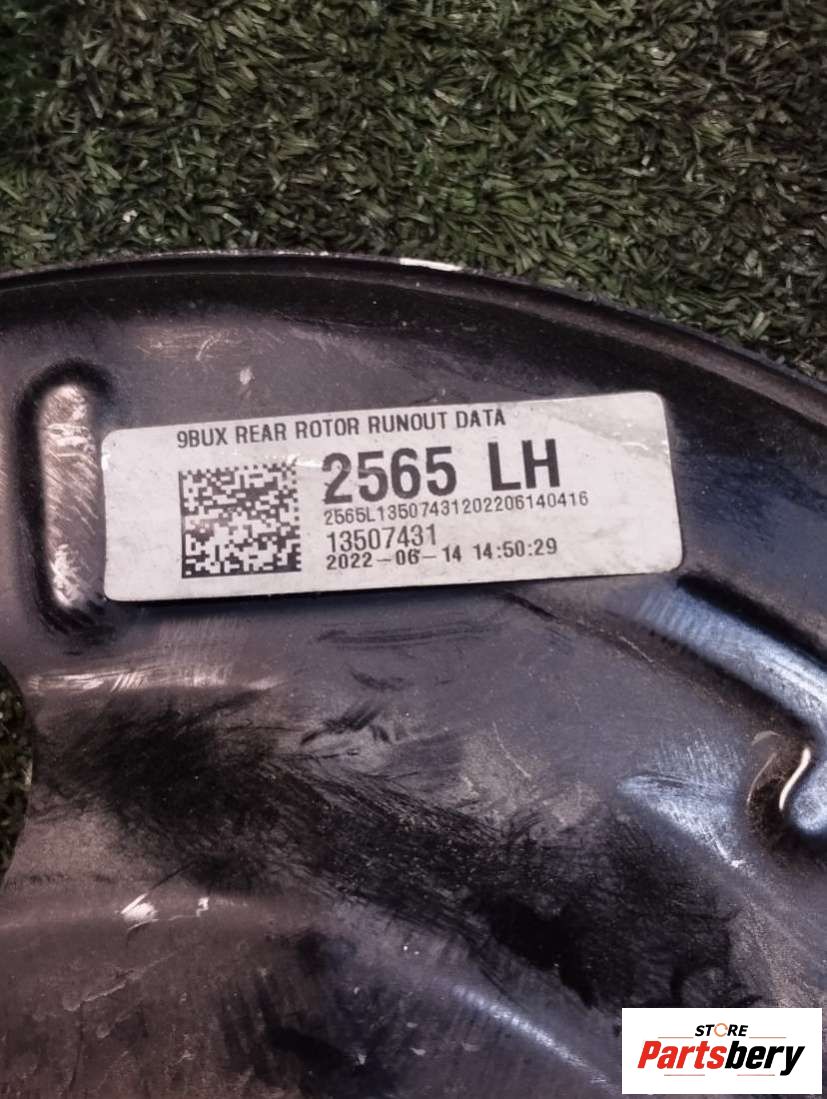 9BUX REAR ROTOR RUNOUT DATA
2565 LH
2565L13507431202206140416
13507431
2022-06-14 14:50:29
STORE
Partsbery